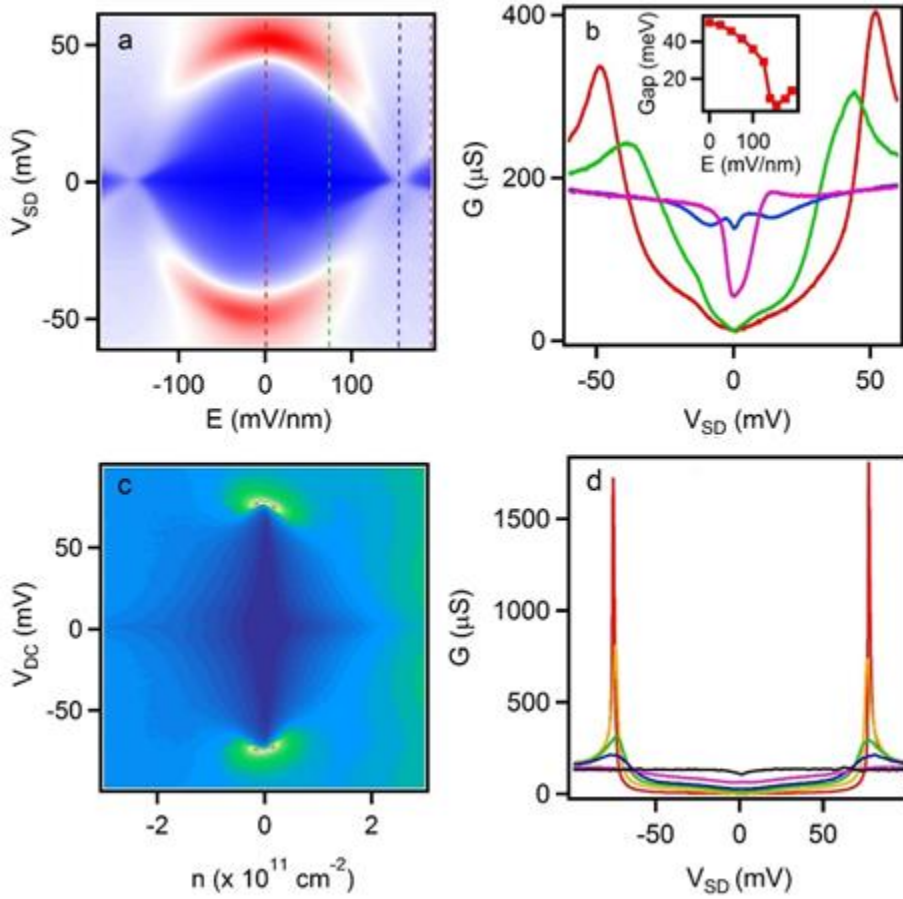 a
50
0
-50
V_SD (mV)
-100 0 100
E (mV/nm)
b
400
200
0
G (µS)
-50 0 50
V_SD (mV)
40
20
Gap (meV)
0 100
E (mV/nm)
c
50
0
-50
V_DC (mV)
-2 0 2
n (x 10^11 cm^-2)
d
1500
1000
500
0
G (µS)
-50 0 50
V_SD (mV)